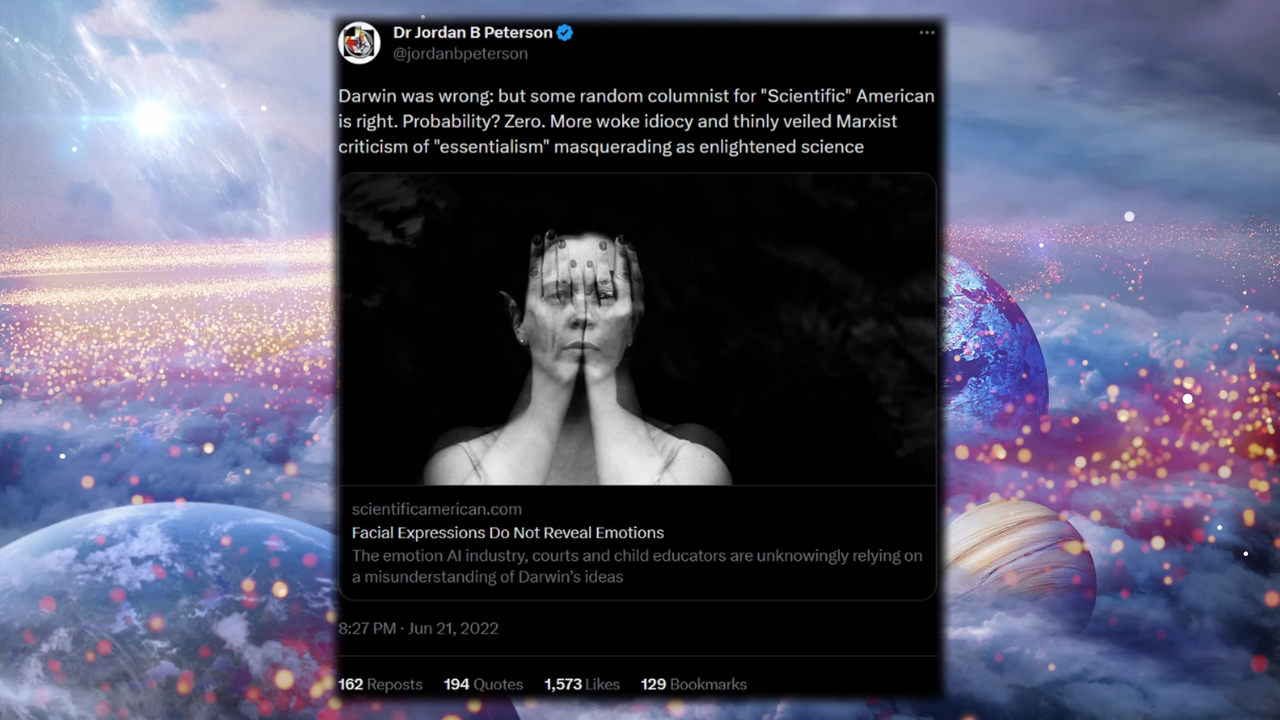 Dr Jordan B Peterson
@jordanbpeterson
Darwin was wrong: but some random columnist for "Scientific" American
is right. Probability? Zero. More woke idiocy and thinly veiled Marxist
criticism of "essentialism" masquerading as enlightened science
scientificamerican.com
Facial Expressions Do Not Reveal Emotions
The emotion AI industry, courts and child educators are unknowingly relying on
a misunderstanding of Darwin's ideas
8:27 PM · Jun 21, 2022
162 Reposts 194 Quotes 1,573 Likes 129 Bookmarks